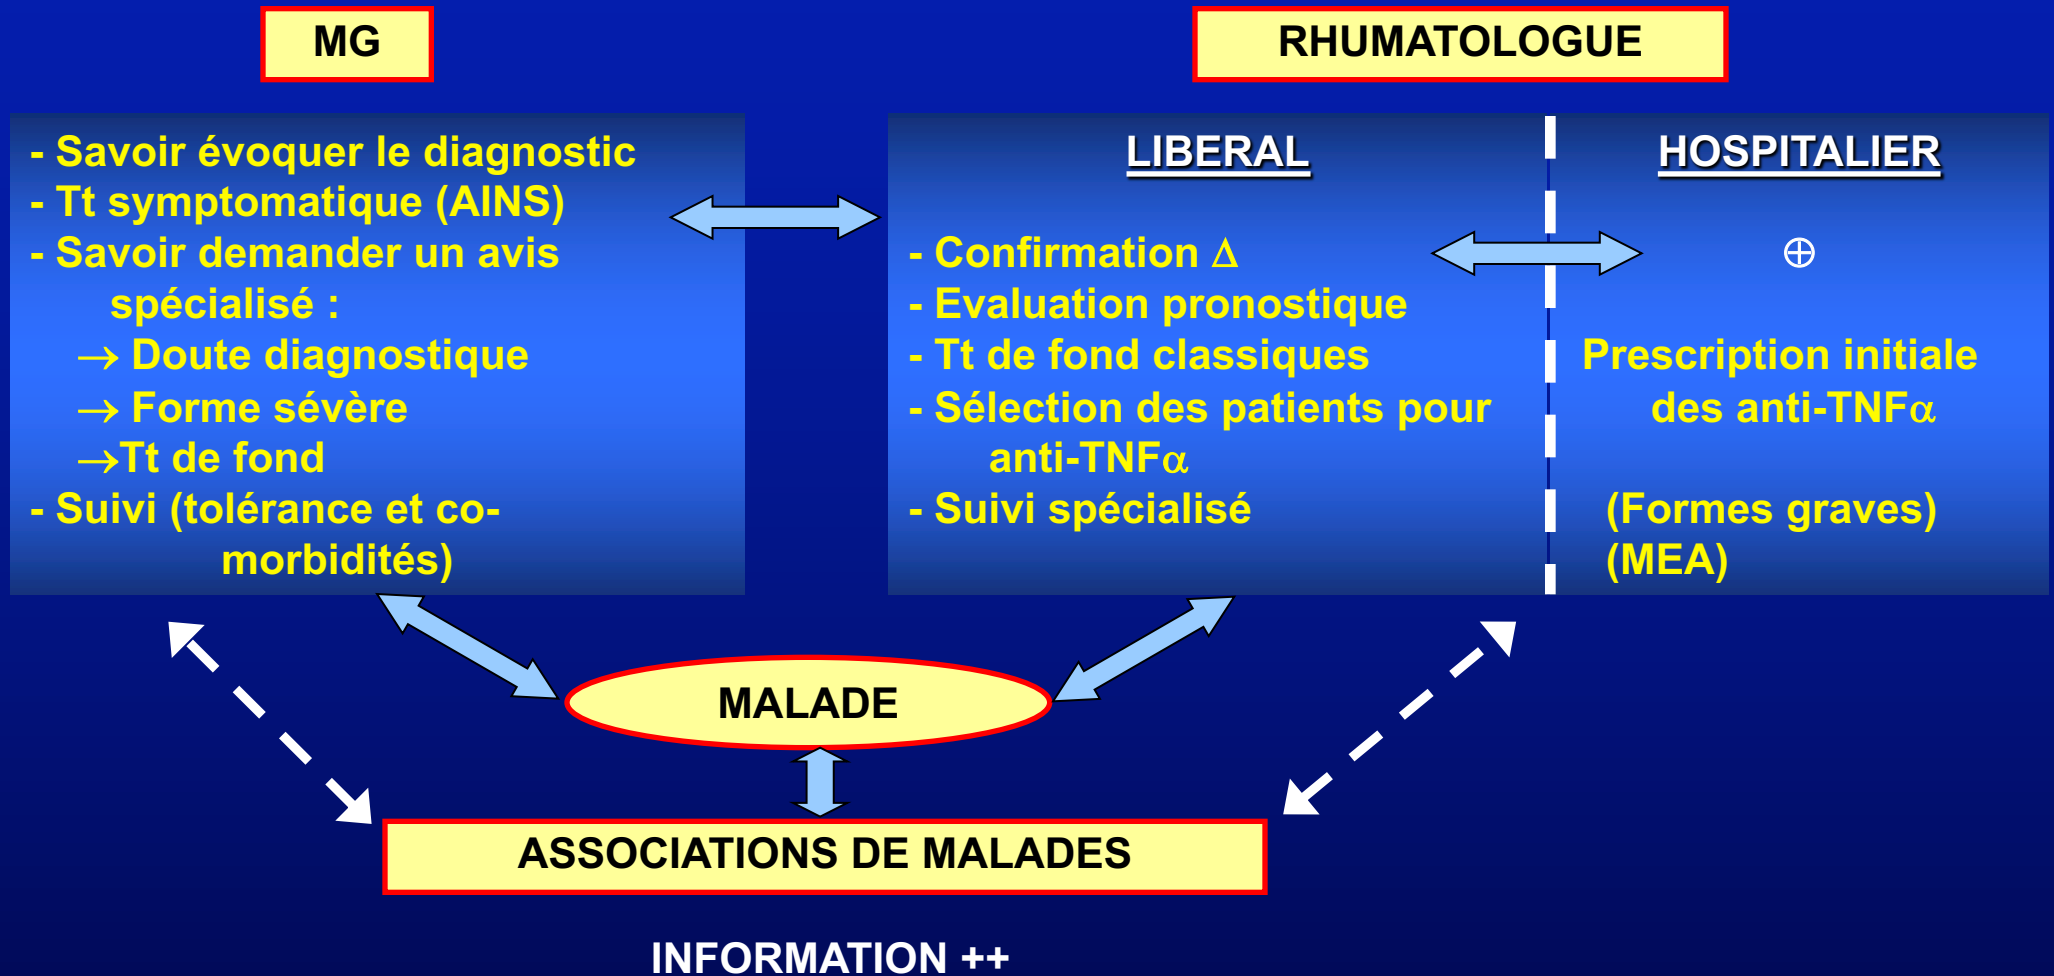 MG
RHUMATOLOGUE
- Savoir évoquer le diagnostic
- Tt symptomatique (AINS)
- Savoir demander un avis
spécialisé :
→ Doute diagnostique
→ Forme sévère
→Tt de fond
- Suivi (tolérance et co-
morbidités)
LIBERAL
- Confirmation Δ
- Evaluation pronostique
- Tt de fond classiques
- Sélection des patients pour
anti-TNFα
- Suivi spécialisé
HOSPITALIER
⊕
Prescription initiale
des anti-TNFα
(Formes graves)
(MEA)
MALADE
ASSOCIATIONS DE MALADES
INFORMATION ++